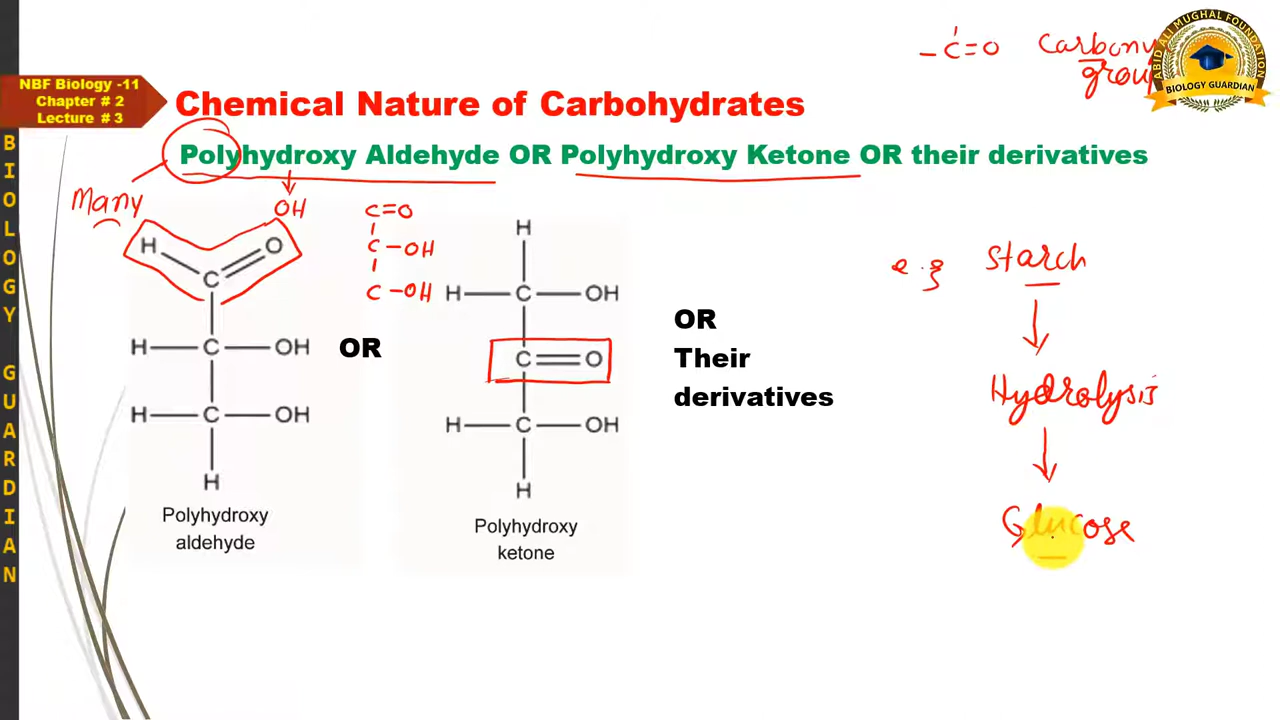 -C=O Carbony
group
ABID ALI MUGHAL FOUNDATION
BIOLOGY GUARDIAN
NBF Biology -11
Chapter # 2
Lecture # 3
BIOLOGY GUARDIAN
Chemical Nature of Carbohydrates
Polyhydroxy Aldehyde OR Polyhydroxy Ketone OR their derivatives
Many
OH
H O
C
H C OH
H C OH
H
Polyhydroxy
aldehyde
C=O
C-OH
C-OH
OR
H
H C OH
C O
H C OH
H
Polyhydroxy
ketone
OR
Their
derivatives
e.g Starch
Hydrolysis
Glucose